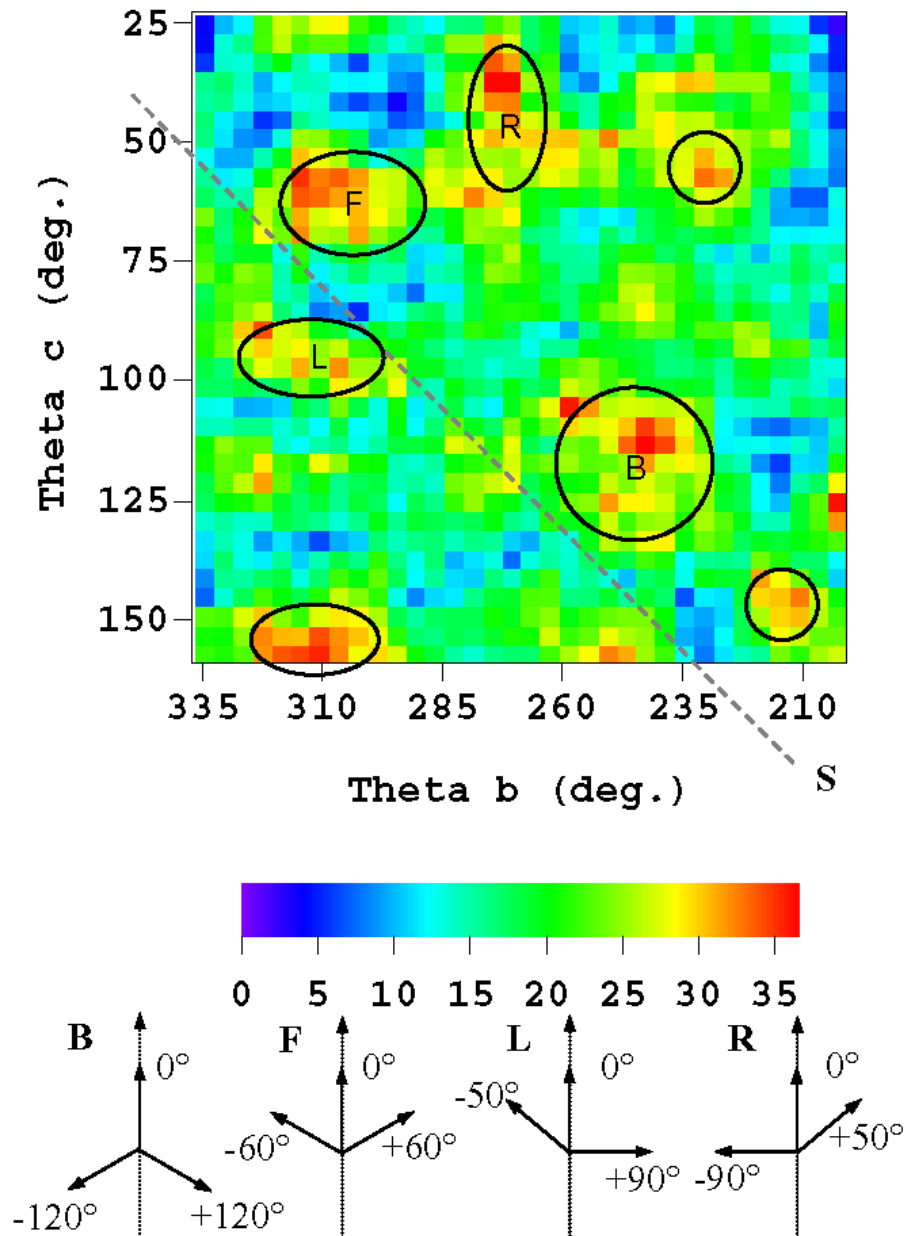 Theta c (deg.)
25
50
75
100
125
150
R
F
L
B
335 310 285 260 235 210
Theta b (deg.)
S
0 5 10 15 20 25 30 35
B F L R
0° 0° 0° 0°
-50° +50°
-60° +60° +90° -90°
-120° +120°